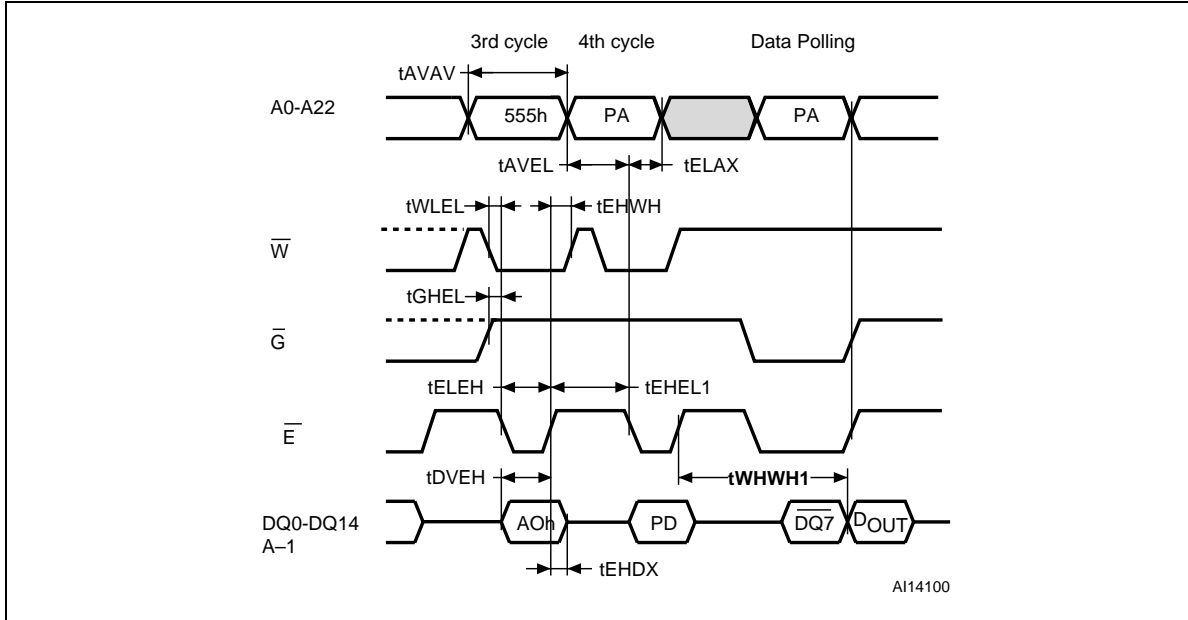 3rd cycle 4th cycle Data Polling
tAVAV
A0-A22 555h PA PA
tAVEL tELAX
tWLEL tEHWH
W̅
tGHEL
G̅
tELEH tEHEL1
E̅
tDVEH tWHWH1
DQ0-DQ14 AOh PD D̅Q̅7̅ DOUT
A–1
tEHDX
AI14100